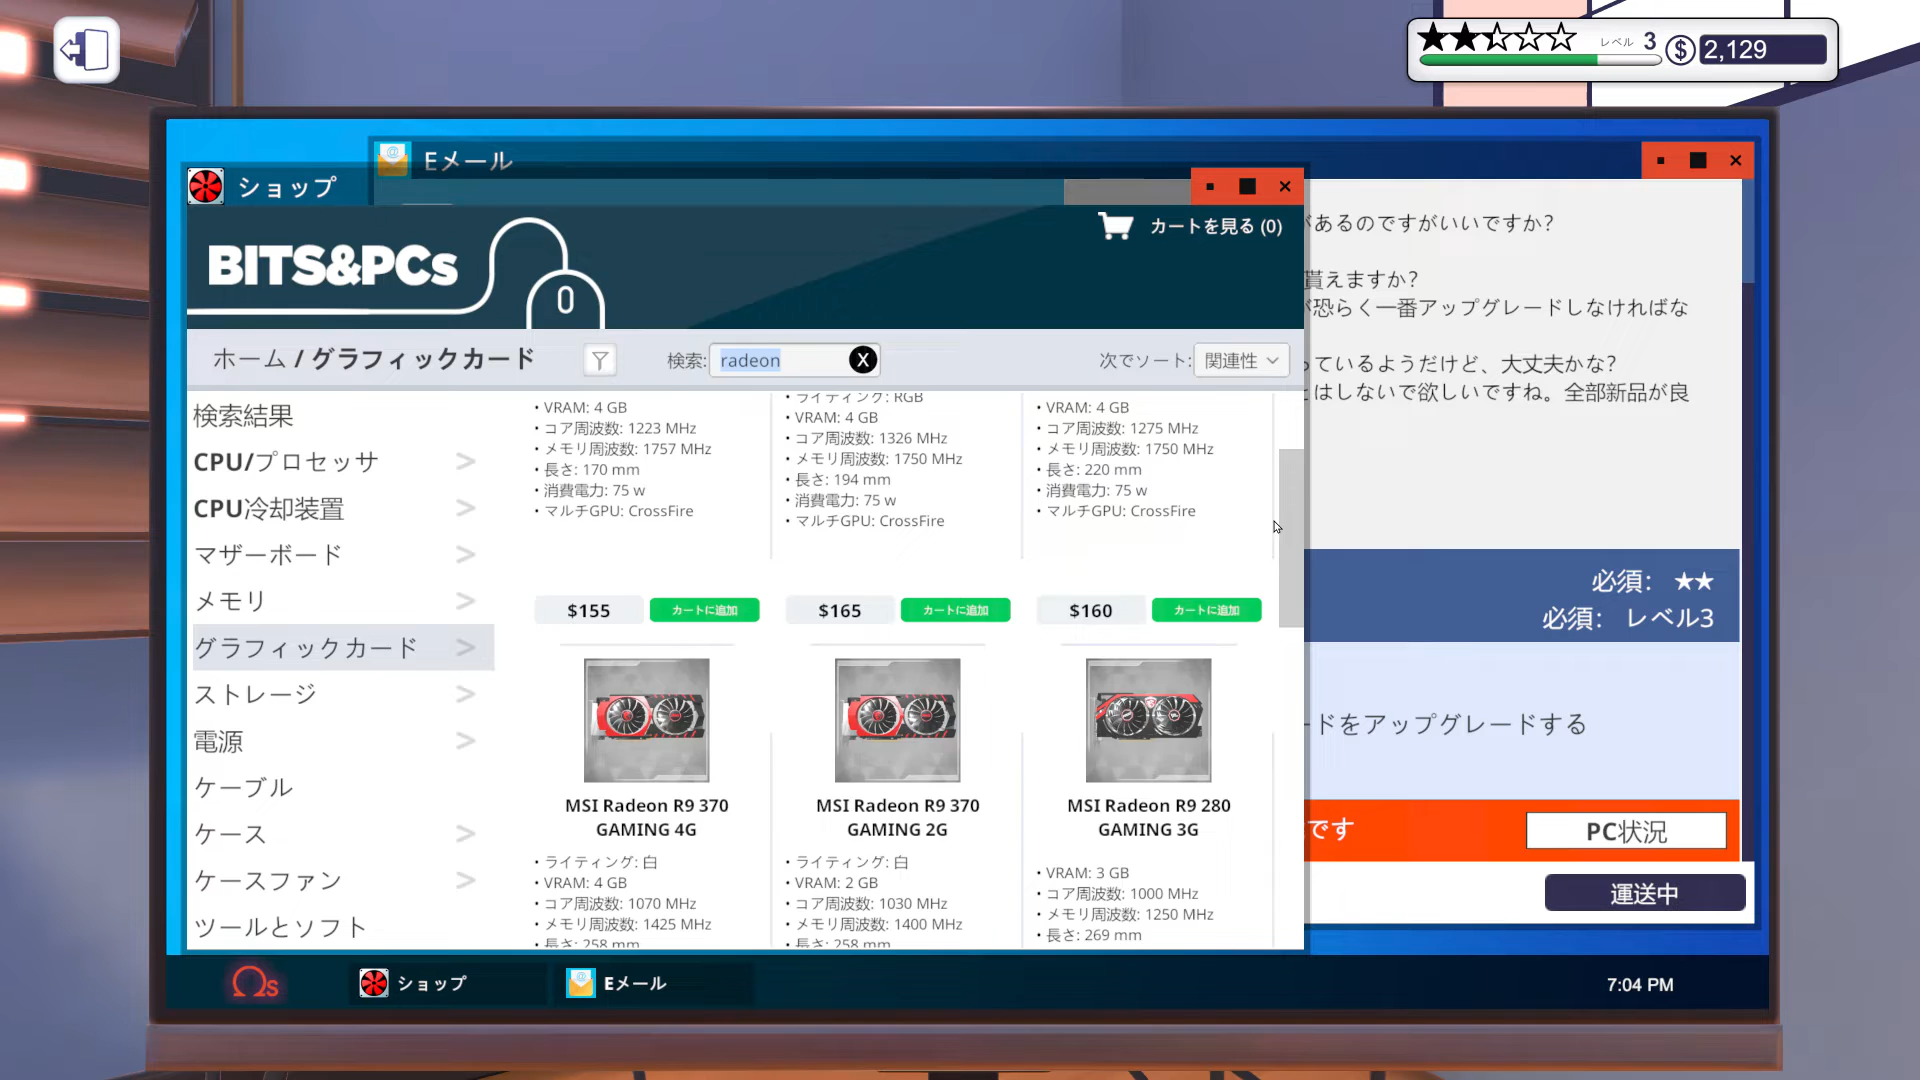 レベル 3
$ 2,129
Eメール
ショップ
カートを見る (0)
BITS&PCs
ホーム / グラフィックカード
検索:
radeon
X
次でソート:
関連性
検索結果
CPU/プロセッサ
CPU冷却装置
マザーボード
メモリ
グラフィックカード
ストレージ
電源
ケーブル
ケース
ケースファン
ツールとソフト
• VRAM: 4 GB
• コア周波数: 1223 MHz
• メモリ周波数: 1757 MHz
• 長さ: 170 mm
• 消費電力: 75 w
• マルチGPU: CrossFire
$155
カートに追加
• ライティング: RGB
• VRAM: 4 GB
• コア周波数: 1326 MHz
• メモリ周波数: 1750 MHz
• 長さ: 194 mm
• 消費電力: 75 w
• マルチGPU: CrossFire
$165
カートに追加
• VRAM: 4 GB
• コア周波数: 1275 MHz
• メモリ周波数: 1750 MHz
• 長さ: 220 mm
• 消費電力: 75 w
• マルチGPU: CrossFire
$160
カートに追加
MSI Radeon R9 370
GAMING 4G
• ライティング: 白
• VRAM: 4 GB
• コア周波数: 1070 MHz
• メモリ周波数: 1425 MHz
• 長さ: 258 mm
MSI Radeon R9 370
GAMING 2G
• ライティング: 白
• VRAM: 2 GB
• コア周波数: 1030 MHz
• メモリ周波数: 1400 MHz
• 長さ: 258 mm
MSI Radeon R9 280
GAMING 3G
• VRAM: 3 GB
• コア周波数: 1000 MHz
• メモリ周波数: 1250 MHz
• 長さ: 269 mm
があるのですがいいですか?
貰えますか?
が恐らく一番アップグレードしなければな
っているようだけど、大丈夫かな?
とはしないで欲しいですね。全部新品が良
必須: ★★
必須: レベル3
ードをアップグレードする
です
PC状況
運送中
Ωs
ショップ
Eメール
7:04 PM